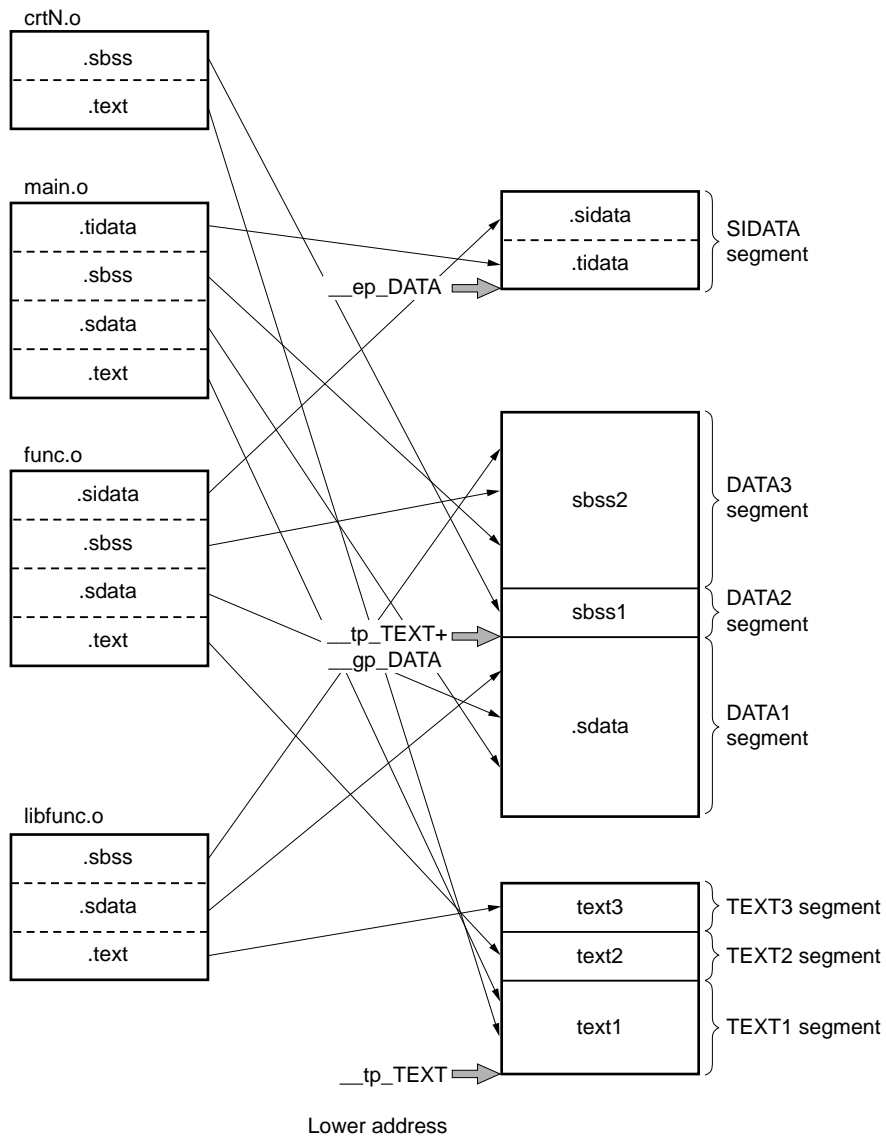 crtN.o
.sbss
.text
main.o
.tidata
.sbss
.sdata
.text
func.o
.sidata
.sbss
.sdata
.text
libfunc.o
.sbss
.sdata
.text
.sidata
.tidata
SIDATA
segment
__ep_DATA
sbss2
DATA3
segment
sbss1
DATA2
segment
__tp_TEXT+
__gp_DATA
.sdata
DATA1
segment
text3
TEXT3 segment
text2
TEXT2 segment
text1
TEXT1 segment
__tp_TEXT
Lower address